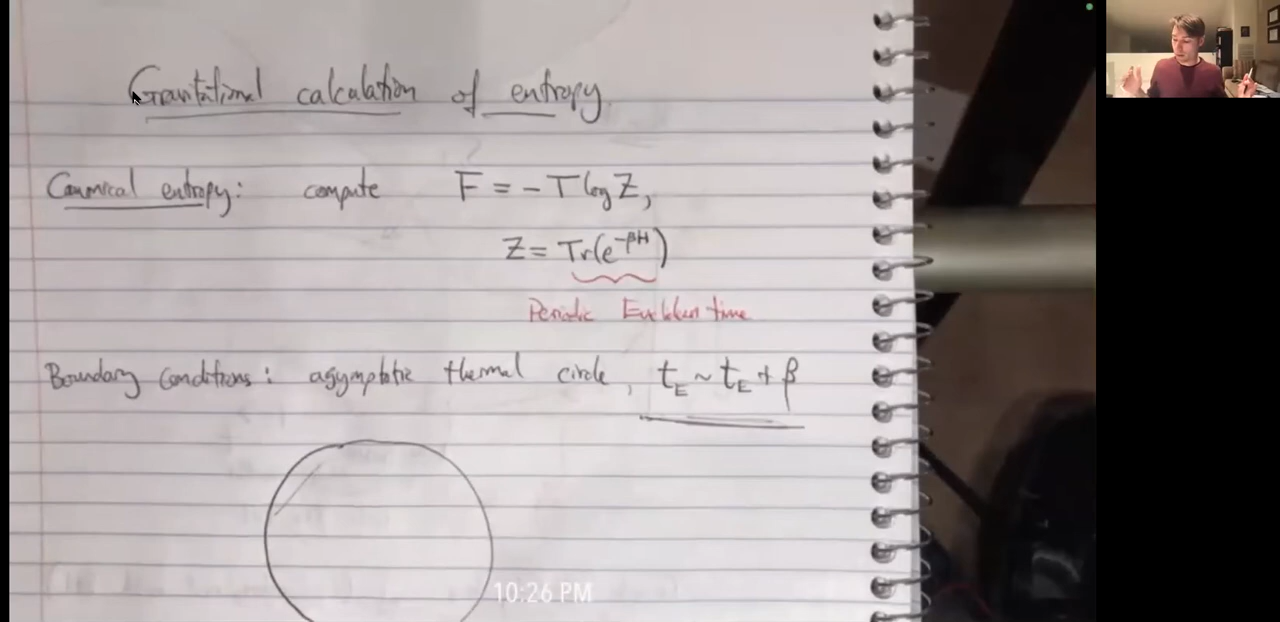 Gravitational calculation of entropy
Canonical entropy: compute F = - T log Z,
Z = Tr(e^{-βH})
Periodic Euclidean time
Boundary Conditions: asymptotic thermal circle, t_E ~ t_E + β
10:26 PM